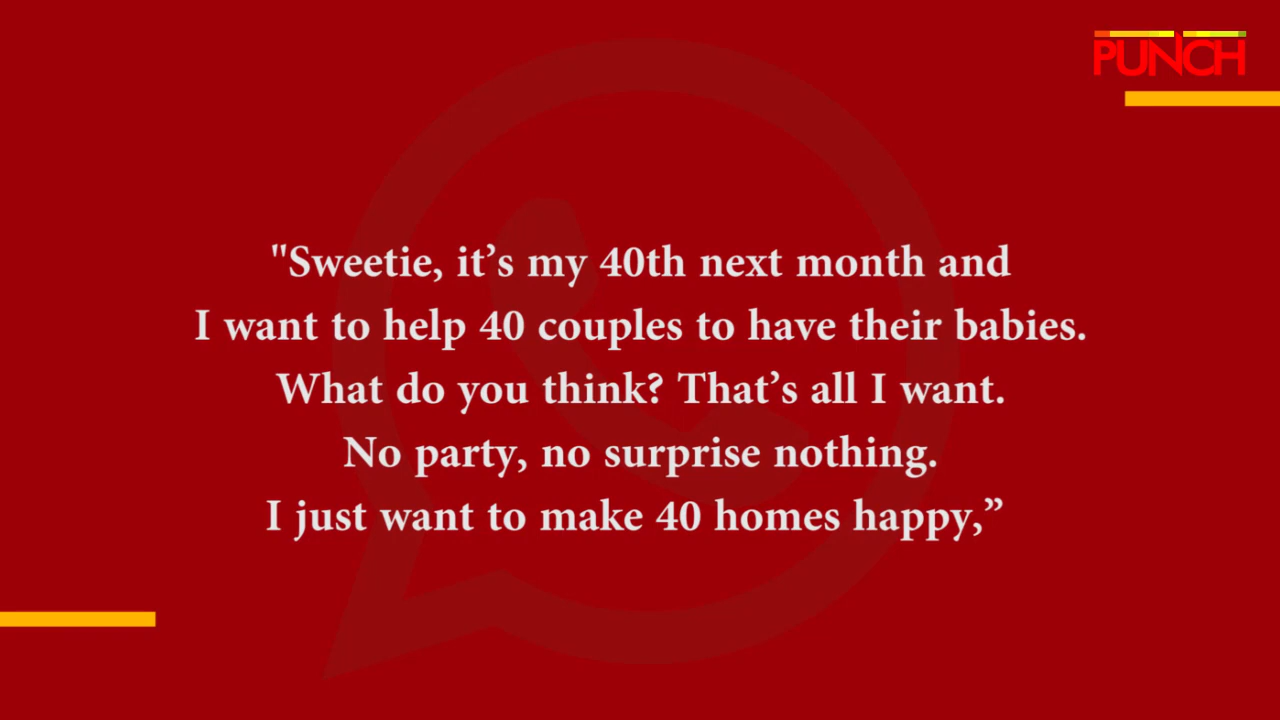 PUNCH
"Sweetie, it’s my 40th next month and
I want to help 40 couples to have their babies.
What do you think? That’s all I want.
No party, no surprise nothing.
I just want to make 40 homes happy,”